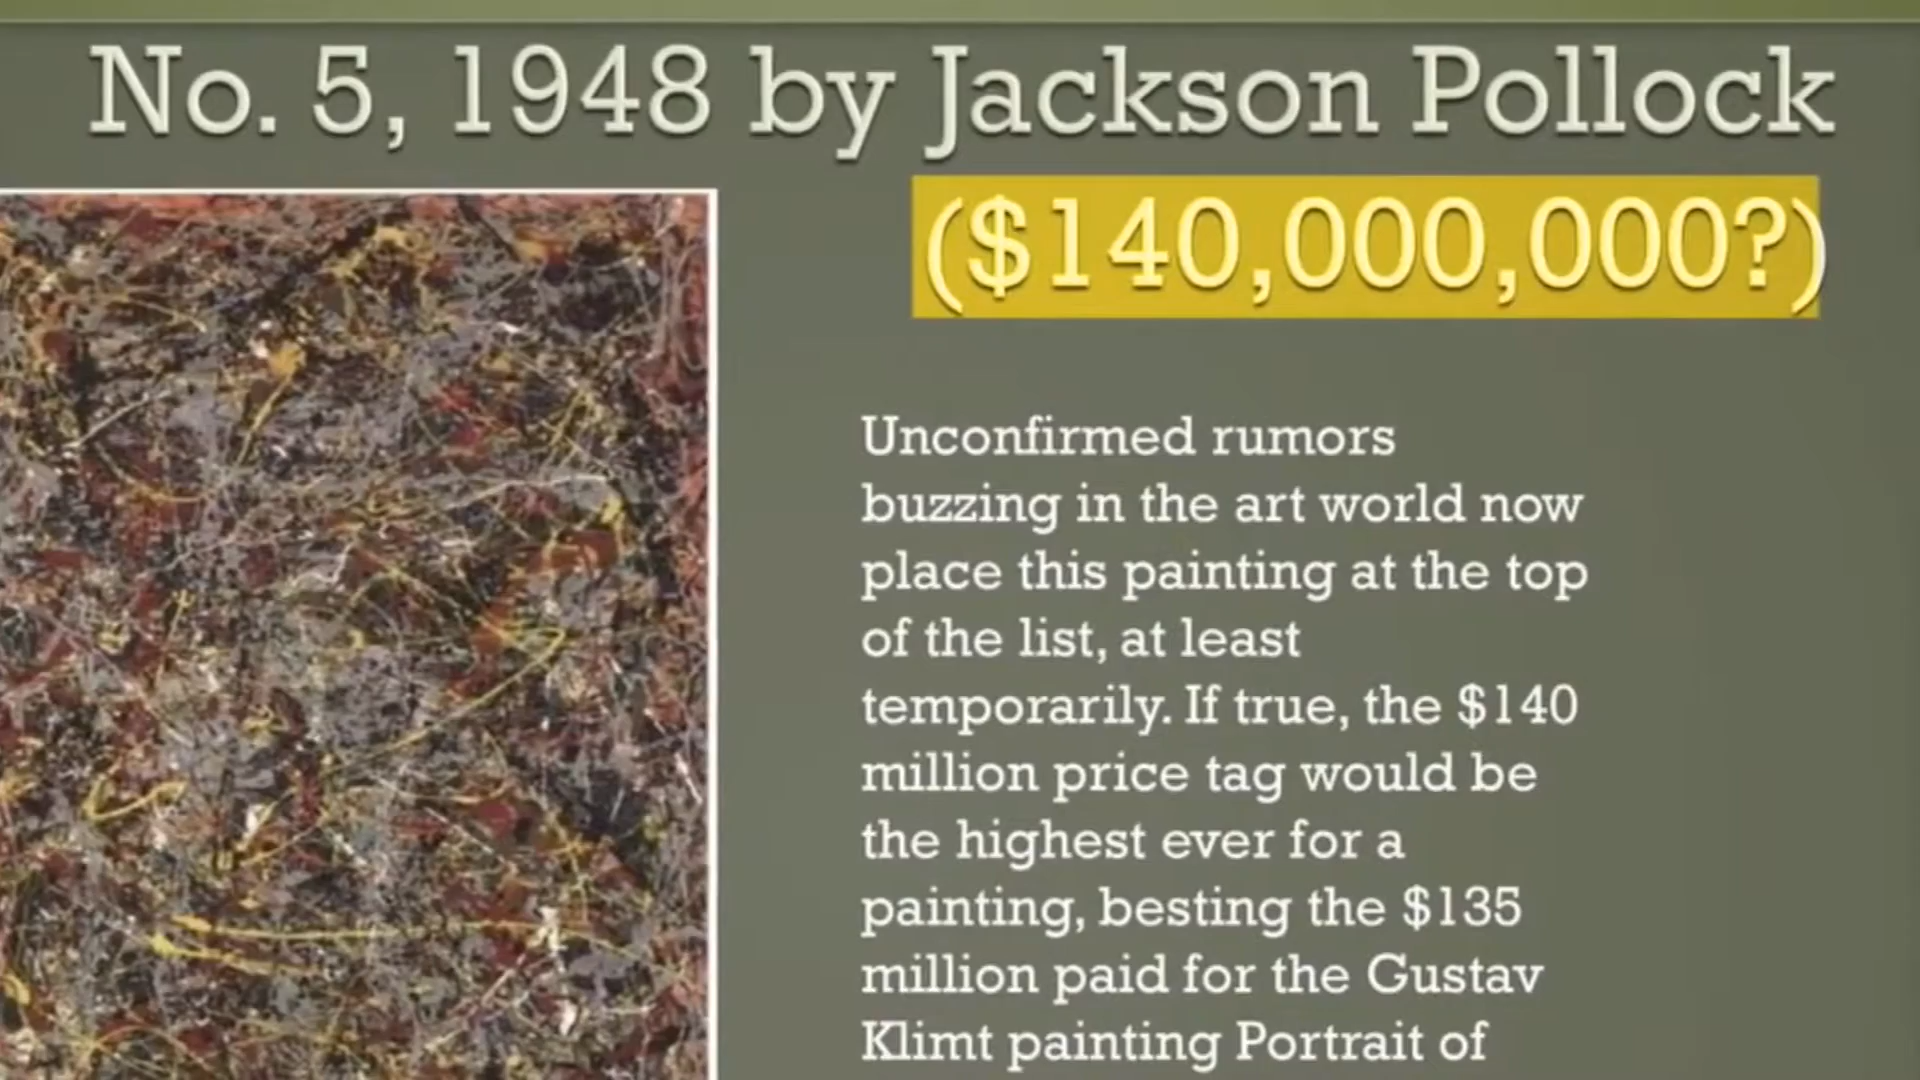 No. 5, 1948 by Jackson Pollock
($140,000,000?)
Unconfirmed rumors
buzzing in the art world now
place this painting at the top
of the list, at least
temporarily. If true, the $140
million price tag would be
the highest ever for a
painting, besting the $135
million paid for the Gustav
Klimt painting Portrait of